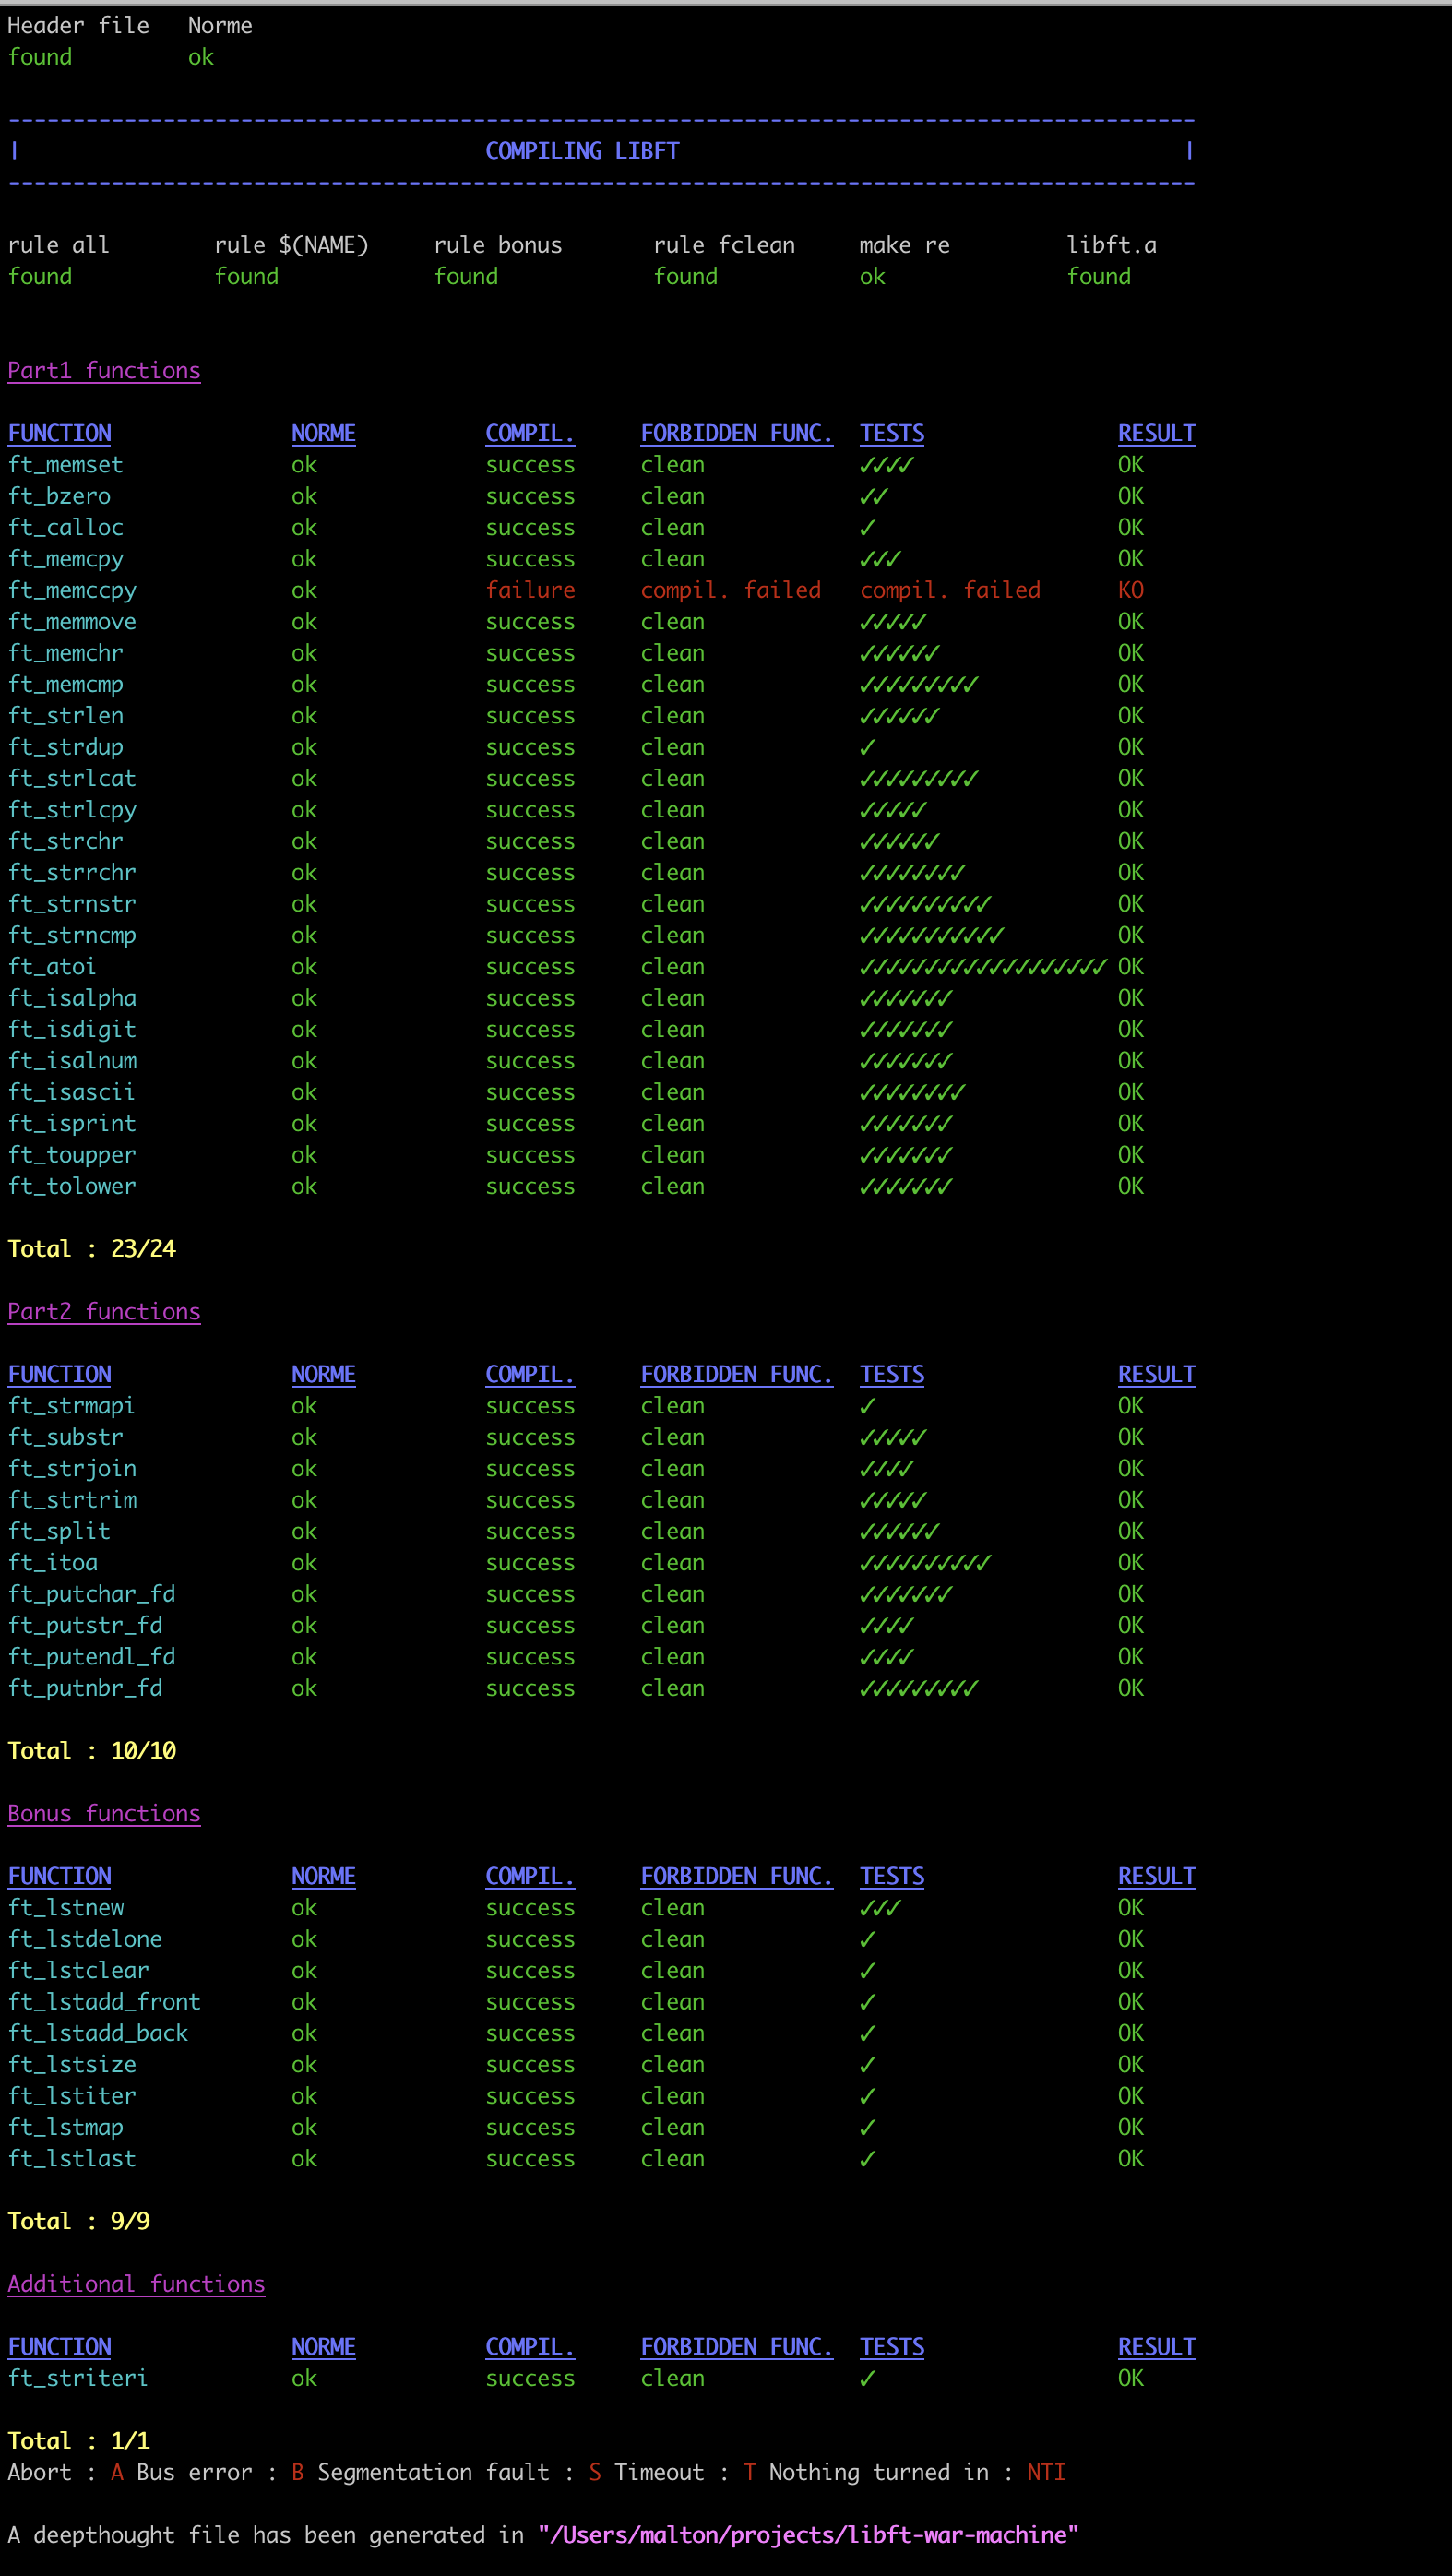 Header file Norme
found ok
--------------------------------------------------------------------------------------------
| COMPILING LIBFT |
--------------------------------------------------------------------------------------------
rule all rule $(NAME) rule bonus rule fclean make re libft.a
found found found found ok found
Part1 functions
FUNCTION NORME COMPIL. FORBIDDEN FUNC. TESTS RESULT
ft_memset ok success clean ✓✓✓✓ OK
ft_bzero ok success clean ✓✓ OK
ft_calloc ok success clean ✓ OK
ft_memcpy ok success clean ✓✓✓ OK
ft_memccpy ok failure compil. failed compil. failed KO
ft_memmove ok success clean ✓✓✓✓✓ OK
ft_memchr ok success clean ✓✓✓✓✓✓ OK
ft_memcmp ok success clean ✓✓✓✓✓✓✓✓✓ OK
ft_strlen ok success clean ✓✓✓✓✓✓ OK
ft_strdup ok success clean ✓ OK
ft_strlcat ok success clean ✓✓✓✓✓✓✓✓✓ OK
ft_strlcpy ok success clean ✓✓✓✓✓ OK
ft_strchr ok success clean ✓✓✓✓✓✓ OK
ft_strrchr ok success clean ✓✓✓✓✓✓✓✓ OK
ft_strnstr ok success clean ✓✓✓✓✓✓✓✓✓✓ OK
ft_strncmp ok success clean ✓✓✓✓✓✓✓✓✓✓✓ OK
ft_atoi ok success clean ✓✓✓✓✓✓✓✓✓✓✓✓✓✓✓✓✓✓✓ OK
ft_isalpha ok success clean ✓✓✓✓✓✓✓ OK
ft_isdigit ok success clean ✓✓✓✓✓✓✓ OK
ft_isalnum ok success clean ✓✓✓✓✓✓✓ OK
ft_isascii ok success clean ✓✓✓✓✓✓✓✓ OK
ft_isprint ok success clean ✓✓✓✓✓✓✓ OK
ft_toupper ok success clean ✓✓✓✓✓✓✓ OK
ft_tolower ok success clean ✓✓✓✓✓✓✓ OK
Total : 23/24
Part2 functions
FUNCTION NORME COMPIL. FORBIDDEN FUNC. TESTS RESULT
ft_strmapi ok success clean ✓ OK
ft_substr ok success clean ✓✓✓✓✓ OK
ft_strjoin ok success clean ✓✓✓✓ OK
ft_strtrim ok success clean ✓✓✓✓✓ OK
ft_split ok success clean ✓✓✓✓✓✓ OK
ft_itoa ok success clean ✓✓✓✓✓✓✓✓✓✓ OK
ft_putchar_fd ok success clean ✓✓✓✓✓✓✓ OK
ft_putstr_fd ok success clean ✓✓✓✓ OK
ft_putendl_fd ok success clean ✓✓✓✓ OK
ft_putnbr_fd ok success clean ✓✓✓✓✓✓✓✓✓ OK
Total : 10/10
Bonus functions
FUNCTION NORME COMPIL. FORBIDDEN FUNC. TESTS RESULT
ft_lstnew ok success clean ✓✓✓ OK
ft_lstdelone ok success clean ✓ OK
ft_lstclear ok success clean ✓ OK
ft_lstadd_front ok success clean ✓ OK
ft_lstadd_back ok success clean ✓ OK
ft_lstsize ok success clean ✓ OK
ft_lstiter ok success clean ✓ OK
ft_lstmap ok success clean ✓ OK
ft_lstlast ok success clean ✓ OK
Total : 9/9
Additional functions
FUNCTION NORME COMPIL. FORBIDDEN FUNC. TESTS RESULT
ft_striteri ok success clean ✓ OK
Total : 1/1
Abort : A Bus error : B Segmentation fault : S Timeout : T Nothing turned in : NTI
A deepthought file has been generated in "/Users/malton/projects/libft-war-machine"